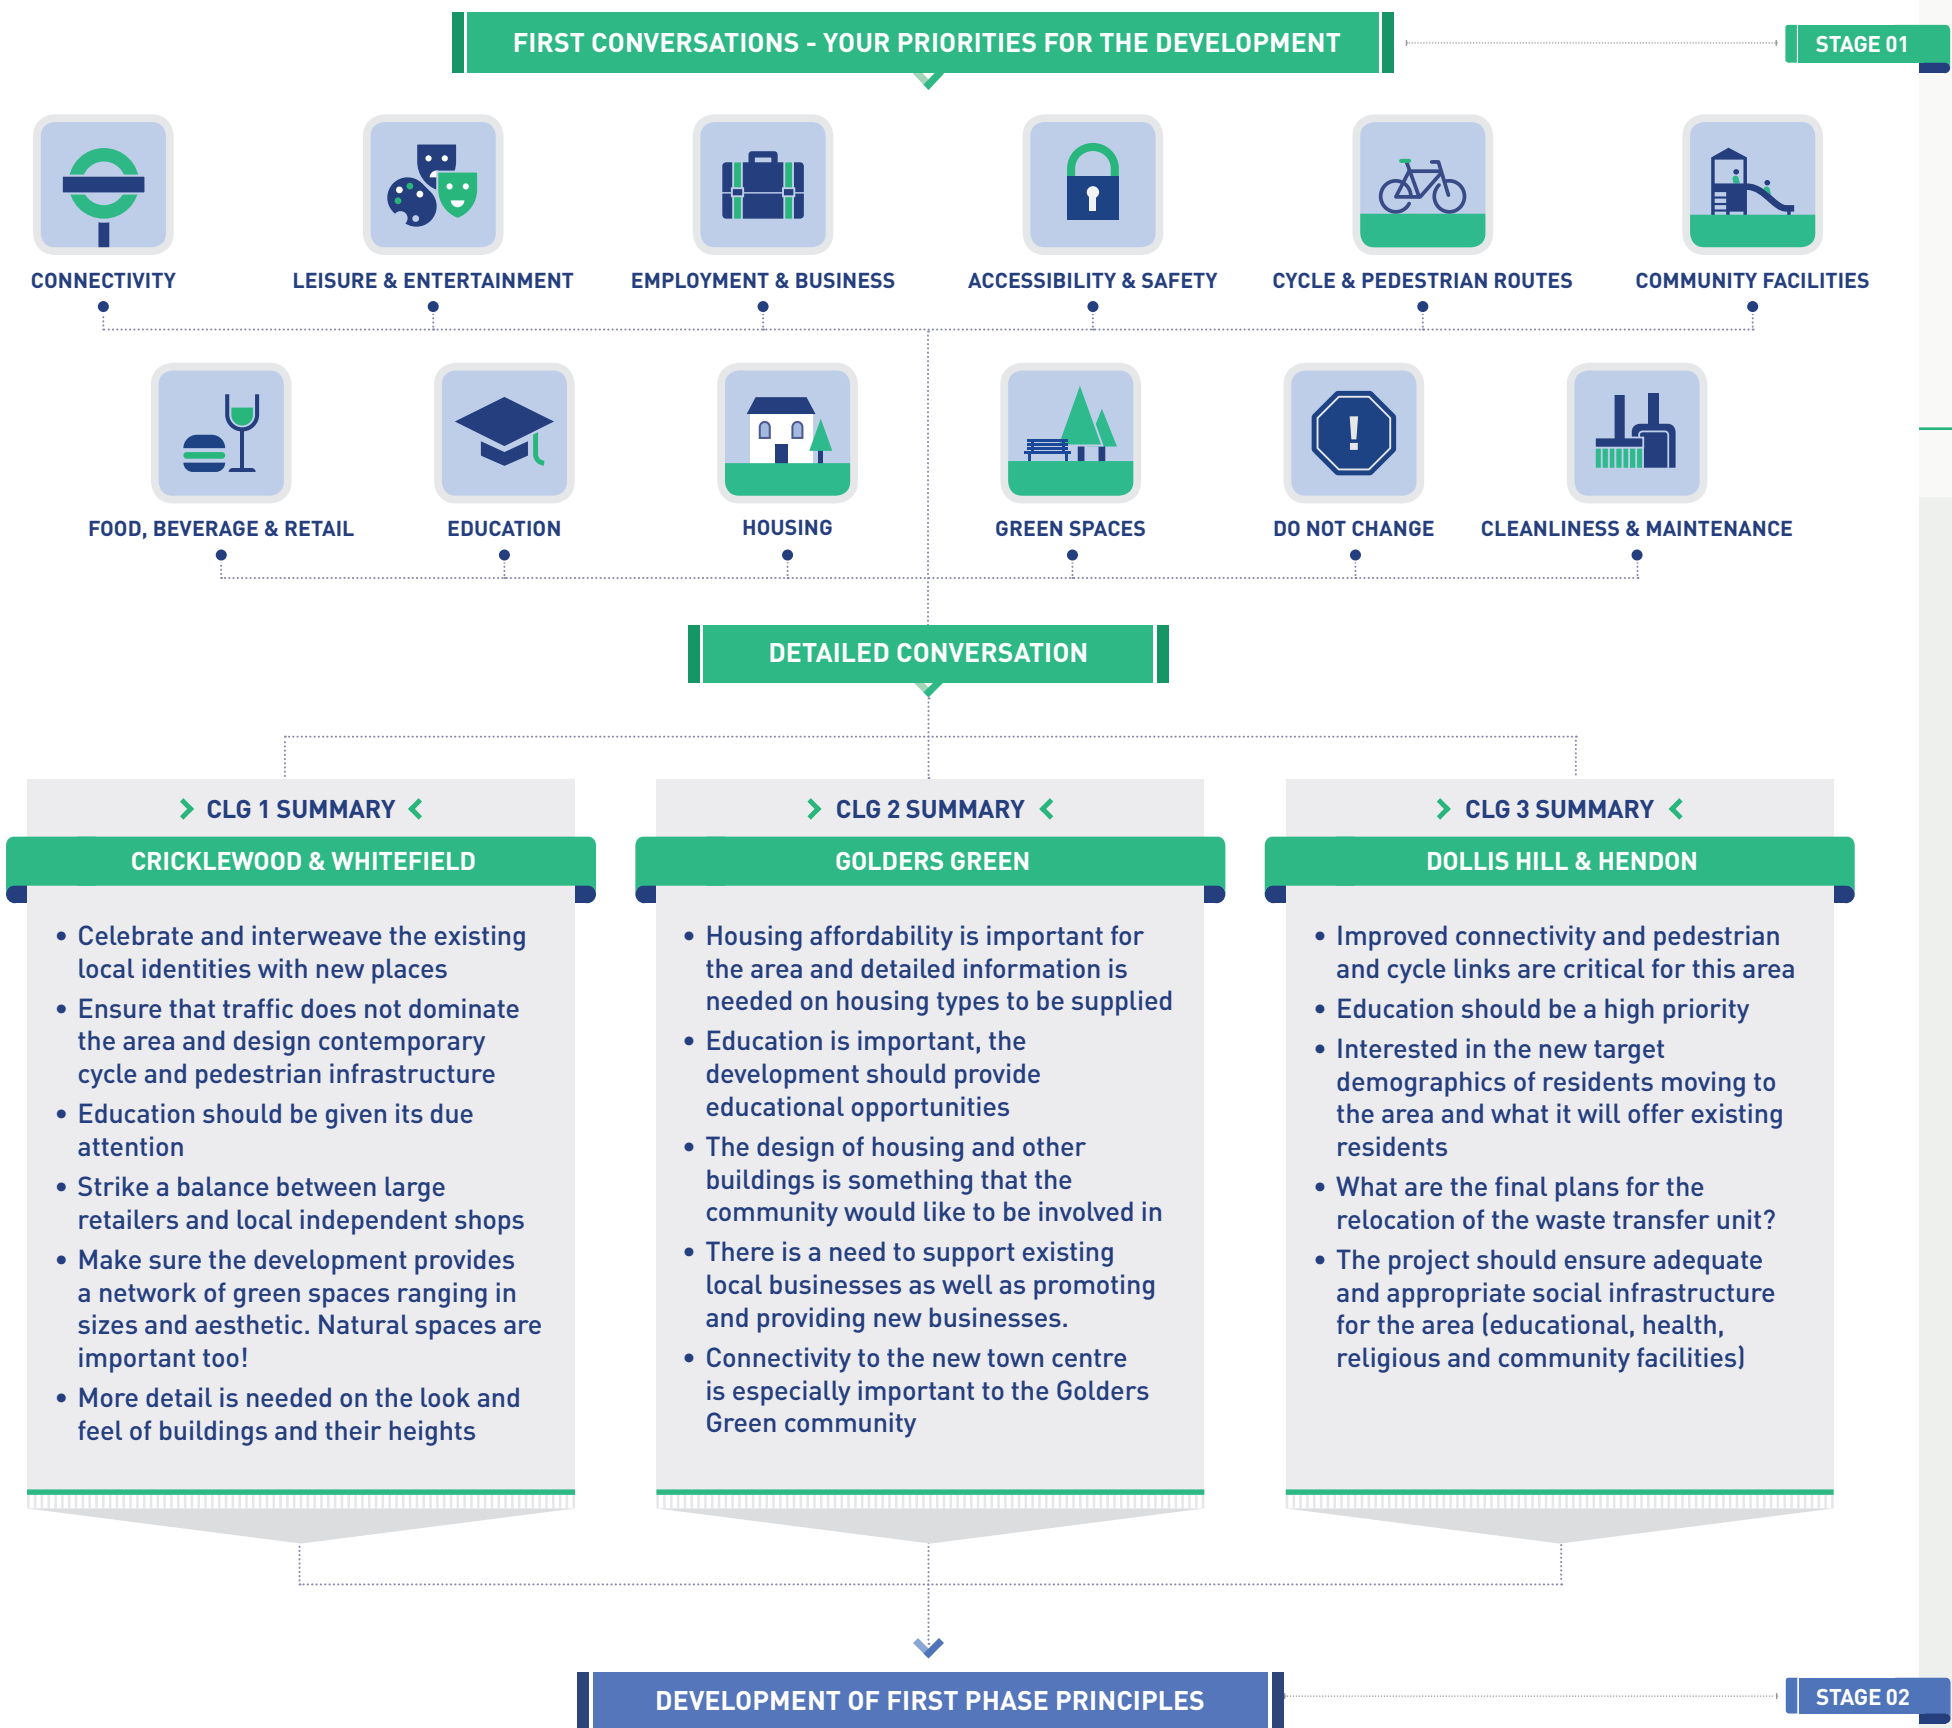 FIRST CONVERSATIONS - YOUR PRIORITIES FOR THE DEVELOPMENT
STAGE 01
CONNECTIVITY
LEISURE & ENTERTAINMENT
EMPLOYMENT & BUSINESS
ACCESSIBILITY & SAFETY
CYCLE & PEDESTRIAN ROUTES
COMMUNITY FACILITIES
!
FOOD, BEVERAGE & RETAIL
EDUCATION
HOUSING
GREEN SPACES
DO NOT CHANGE
CLEANLINESS & MAINTENANCE
DETAILED CONVERSATION
CLG 1 SUMMARY
CRICKLEWOOD & WHITEFIELD
• Celebrate and interweave the existing
local identities with new places
• Ensure that traffic does not dominate
the area and design contemporary
cycle and pedestrian infrastructure
• Education should be given its due
attention
• Strike a balance between large
retailers and local independent shops
• Make sure the development provides
a network of green spaces ranging in
sizes and aesthetic. Natural spaces are
important too!
• More detail is needed on the look and
feel of buildings and their heights
CLG 2 SUMMARY
GOLDERS GREEN
• Housing affordability is important for
the area and detailed information is
needed on housing types to be supplied
• Education is important, the
development should provide
educational opportunities
• The design of housing and other
buildings is something that the
community would like to be involved in
• There is a need to support existing
local businesses as well as promoting
and providing new businesses.
• Connectivity to the new town centre
is especially important to the Golders
Green community
CLG 3 SUMMARY
DOLLIS HILL & HENDON
• Improved connectivity and pedestrian
and cycle links are critical for this area
• Education should be a high priority
• Interested in the new target
demographics of residents moving to
the area and what it will offer existing
residents
• What are the final plans for the
relocation of the waste transfer unit?
• The project should ensure adequate
and appropriate social infrastructure
for the area (educational, health,
religious and community facilities)
DEVELOPMENT OF FIRST PHASE PRINCIPLES
STAGE 02